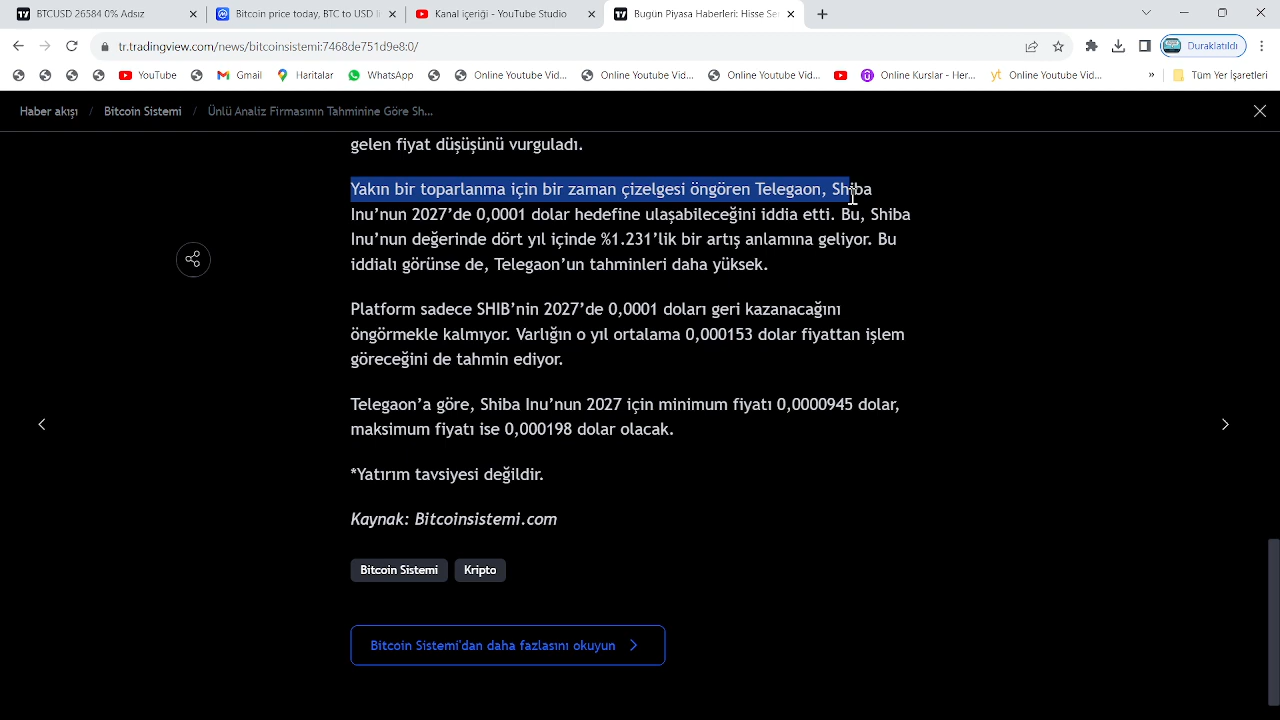 BTCUSD 26584 0% Adsız
Bitcoin price today, BTC to USD l
Kanal içeriği - YouTube Studio
Bugün Piyasa Haberleri: Hisse Se
tr.tradingview.com/news/bitcoinsistemi:7468de751d9e8:0/
Duraklatıldı
YouTube
Gmail
Haritalar
WhatsApp
Online Youtube Vid...
Online Youtube Vid...
Online Youtube Vid...
Online Kurslar - Her...
yt Online Youtube Vid...
»
Tüm Yer İşaretleri
Haber akışı / Bitcoin Sistemi / Ünlü Analiz Firmasının Tahminine Göre Sh...
gelen fiyat düşüşünü vurguladı.
Yakın bir toparlanma için bir zaman çizelgesi öngören Telegaon, Shiba
Inu’nun 2027’de 0,0001 dolar hedefine ulaşabileceğini iddia etti. Bu, Shiba
Inu’nun değerinde dört yıl içinde %1.231’lik bir artış anlamına geliyor. Bu
iddialı görünse de, Telegaon’un tahminleri daha yüksek.
Platform sadece SHIB’nin 2027’de 0,0001 doları geri kazanacağını
öngörmekle kalmıyor. Varlığın o yıl ortalama 0,000153 dolar fiyattan işlem
göreceğini de tahmin ediyor.
Telegaon’a göre, Shiba Inu’nun 2027 için minimum fiyatı 0,0000945 dolar,
maksimum fiyatı ise 0,000198 dolar olacak.
*Yatırım tavsiyesi değildir.
Kaynak: Bitcoinsistemi.com
Bitcoin Sistemi
Kripto
Bitcoin Sistemi'dan daha fazlasını okuyun